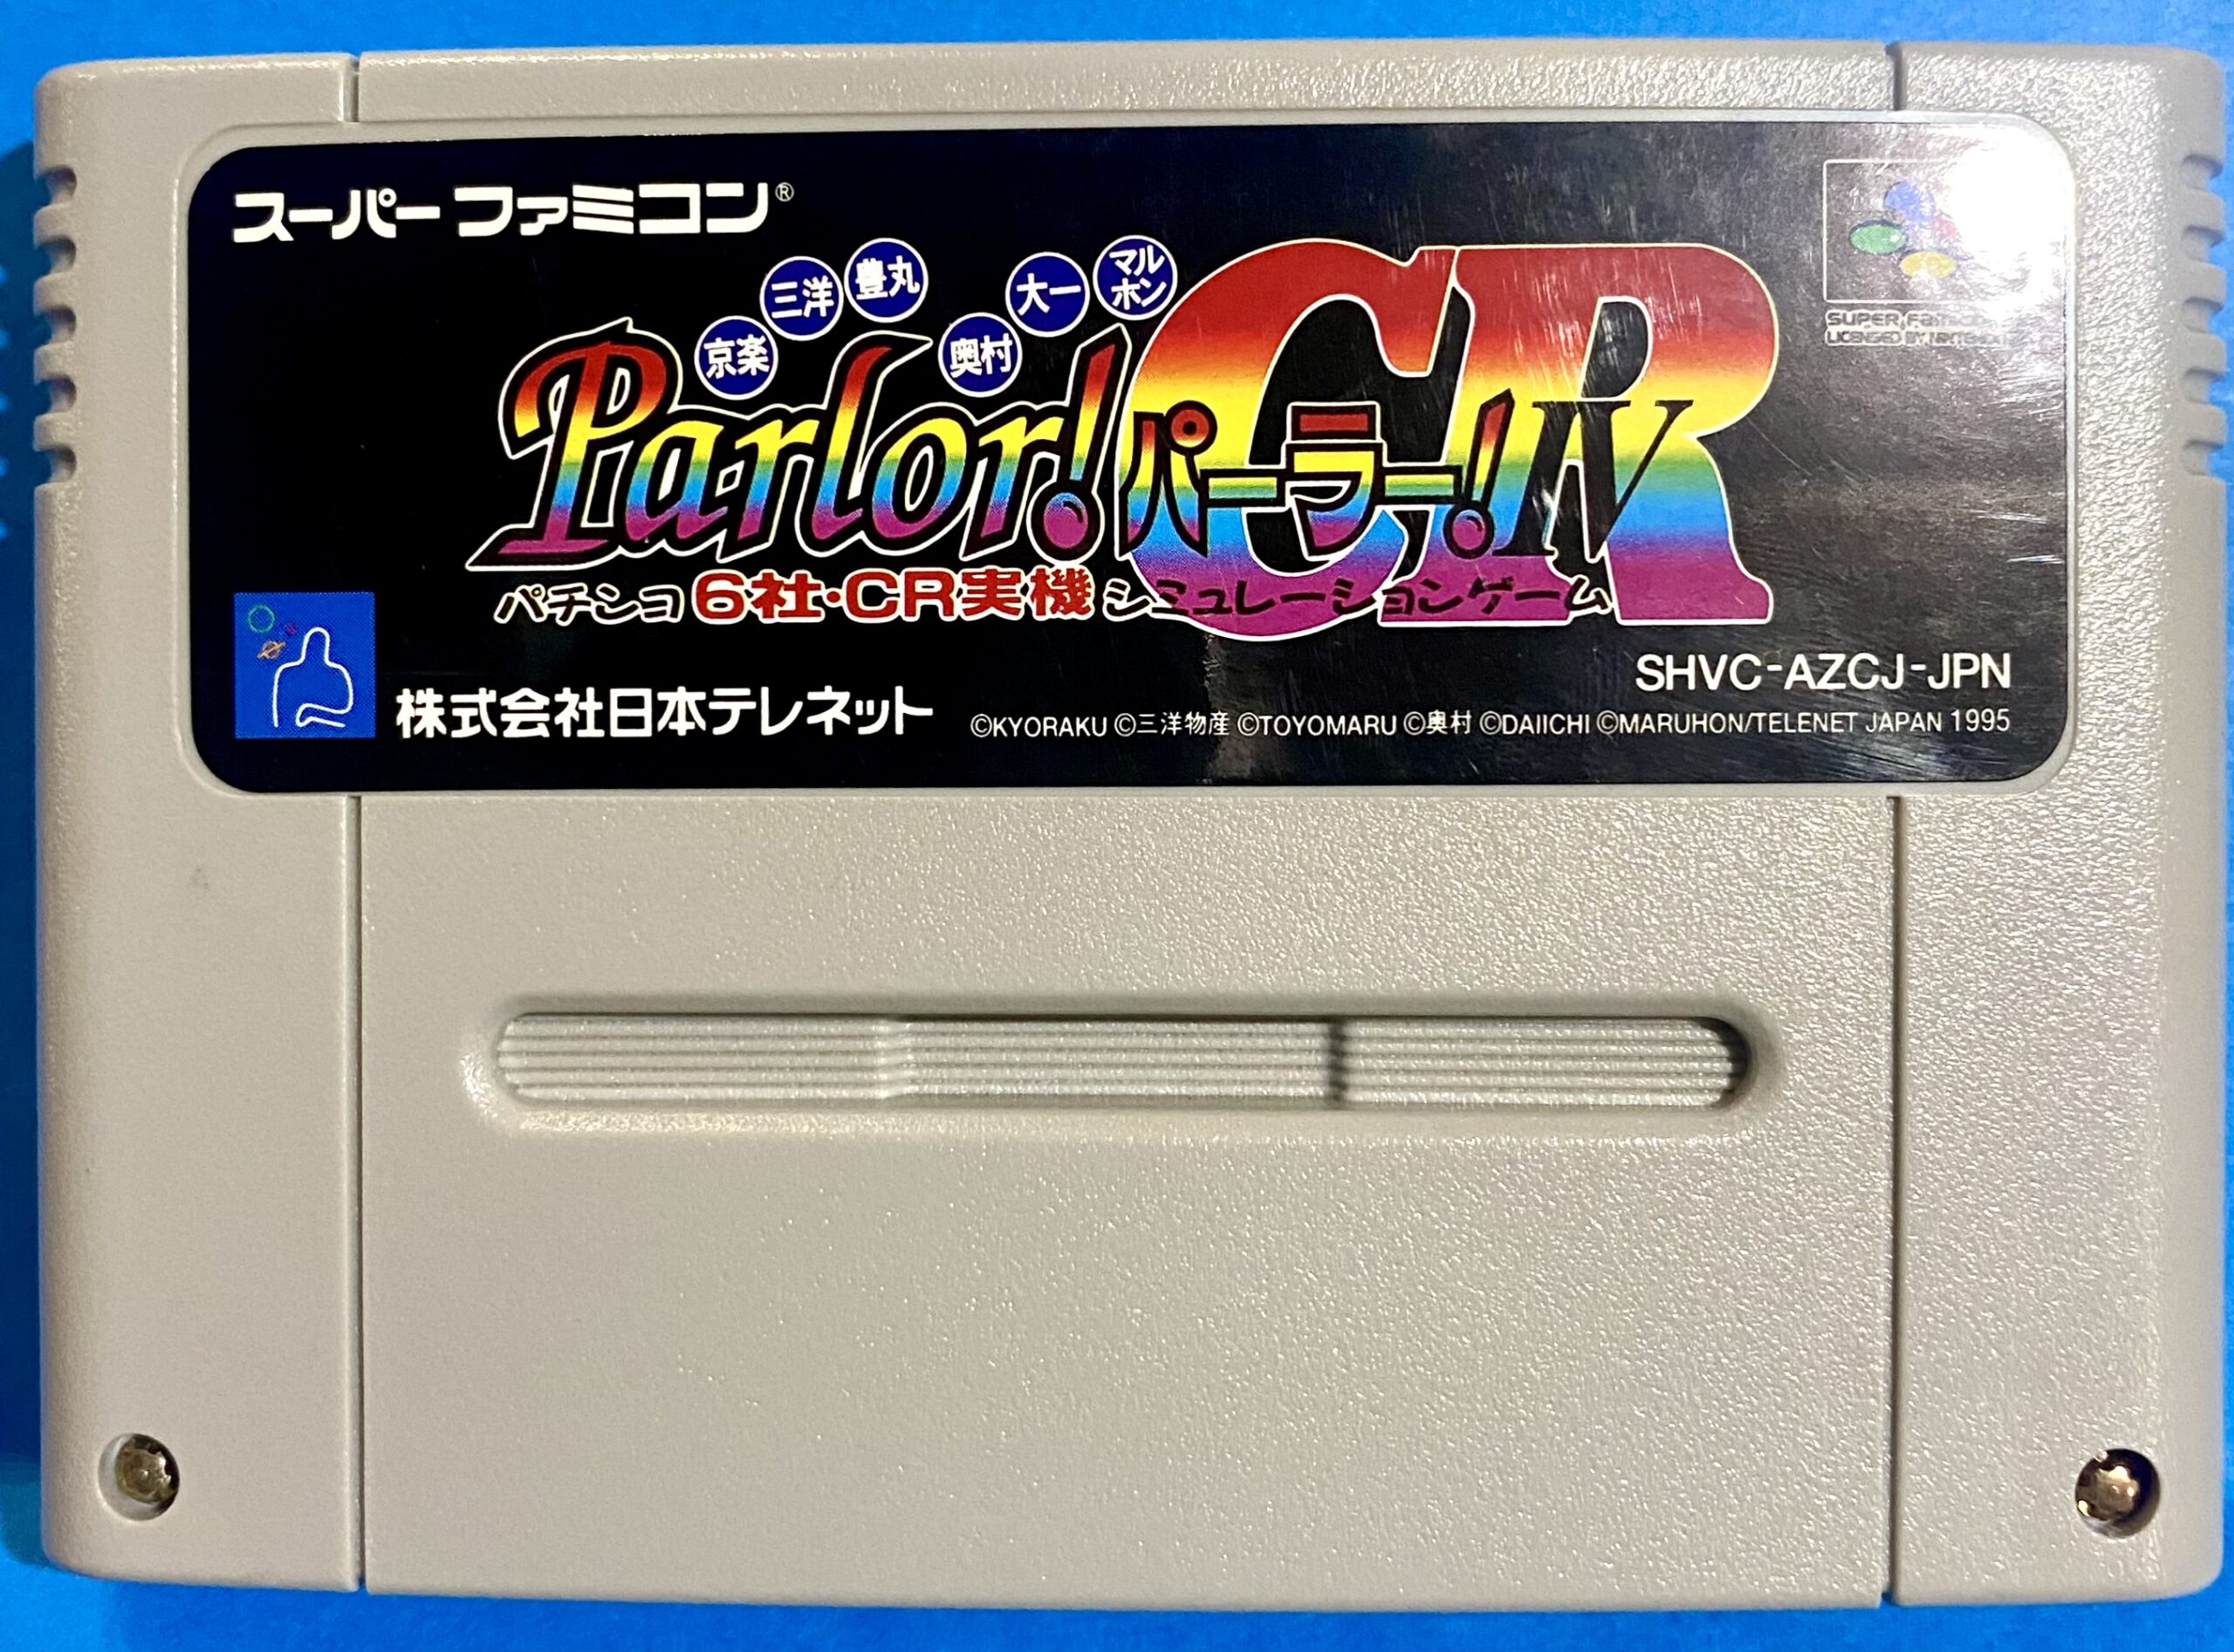 スーパーファミコン®
京楽 三洋 豊丸 奥村 大一 マルホン
Parlor! パーラー! IV CR
パチンコ6社・CR実機シミュレーションゲーム
SHVC-AZCJ-JPN
株式会社日本テレネット
©KYORAKU ©三洋物産 ©TOYOMARU ©奥村 ©DAIICHI ©MARUHON/TELENET JAPAN 1995
SUPER
LICENSED BY